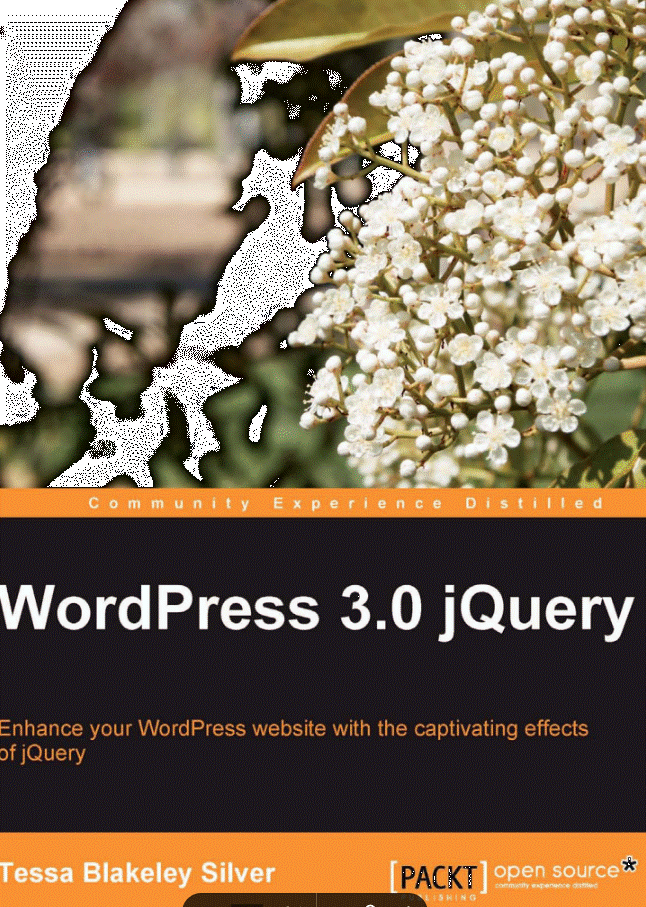 Community Experience Distilled
WordPress 3.0 jQuery
Enhance your WordPress website with the captivating effects
of jQuery
Tessa Blakeley Silver
[PACKT] open source*
community experience distilled